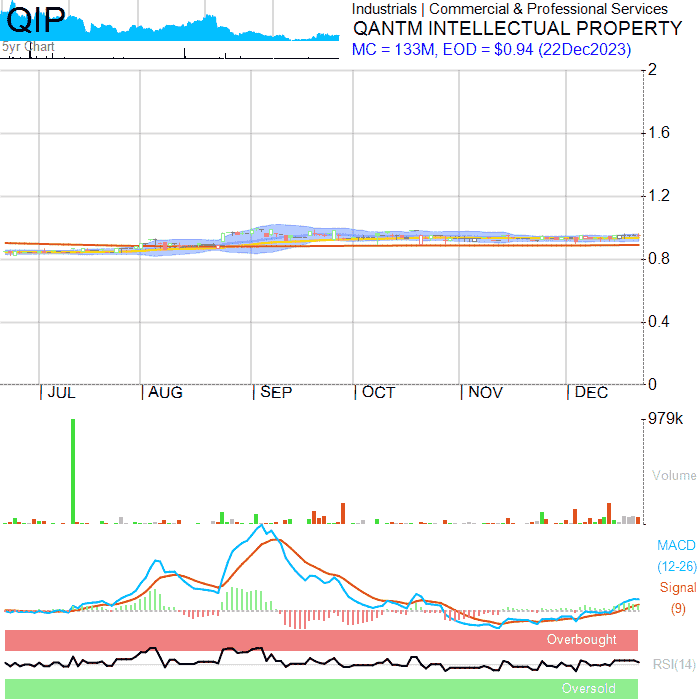 QIP
5yr Chart
Industrials | Commercial & Professional Services
QANTM INTELLECTUAL PROPERTY
MC = 133M, EOD = $0.94 (22Dec2023)
2
1.6
1.2
0.8
0.4
0
JUL AUG SEP OCT NOV DEC
979k
Volume
MACD
(12-26)
Signal
(9)
Overbought
RSI(14)
Oversold